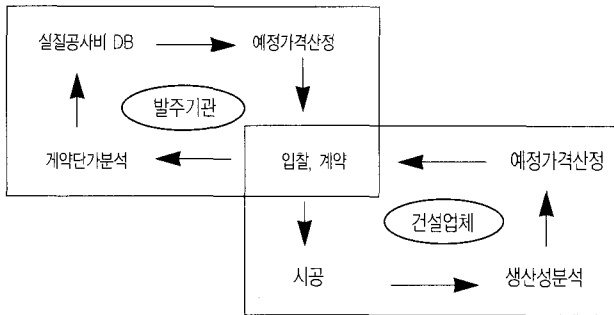 실질공사비 DB
예정가격산정
발주기관
계약단가분석
입찰, 계약
예정가격산정
건설업체
시공
생산성분석